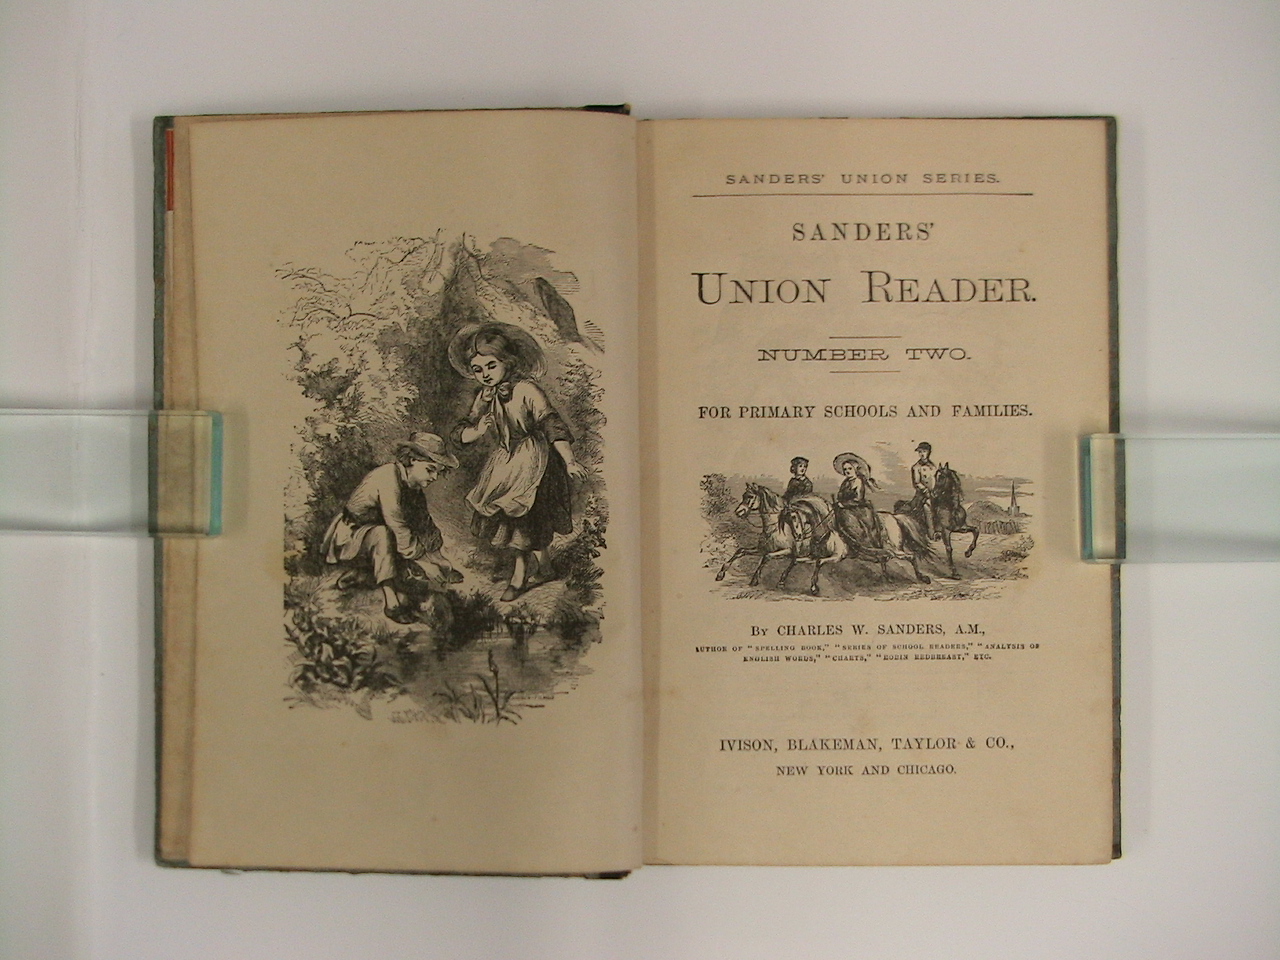 SANDERS' UNION SERIES.
SANDERS'
UNION READER.
NUMBER TWO.
FOR PRIMARY SCHOOLS AND FAMILIES.
BY CHARLES W. SANDERS, A.M.,
AUTHOR OF "SPELLING BOOK," "SERIES OF SCHOOL READERS," "ANALYSIS OF
ENGLISH WORDS," "CHARTS," "ROBIN REDBREAST," ETC.
IVISON, BLAKEMAN, TAYLOR & CO.,
NEW YORK AND CHICAGO.